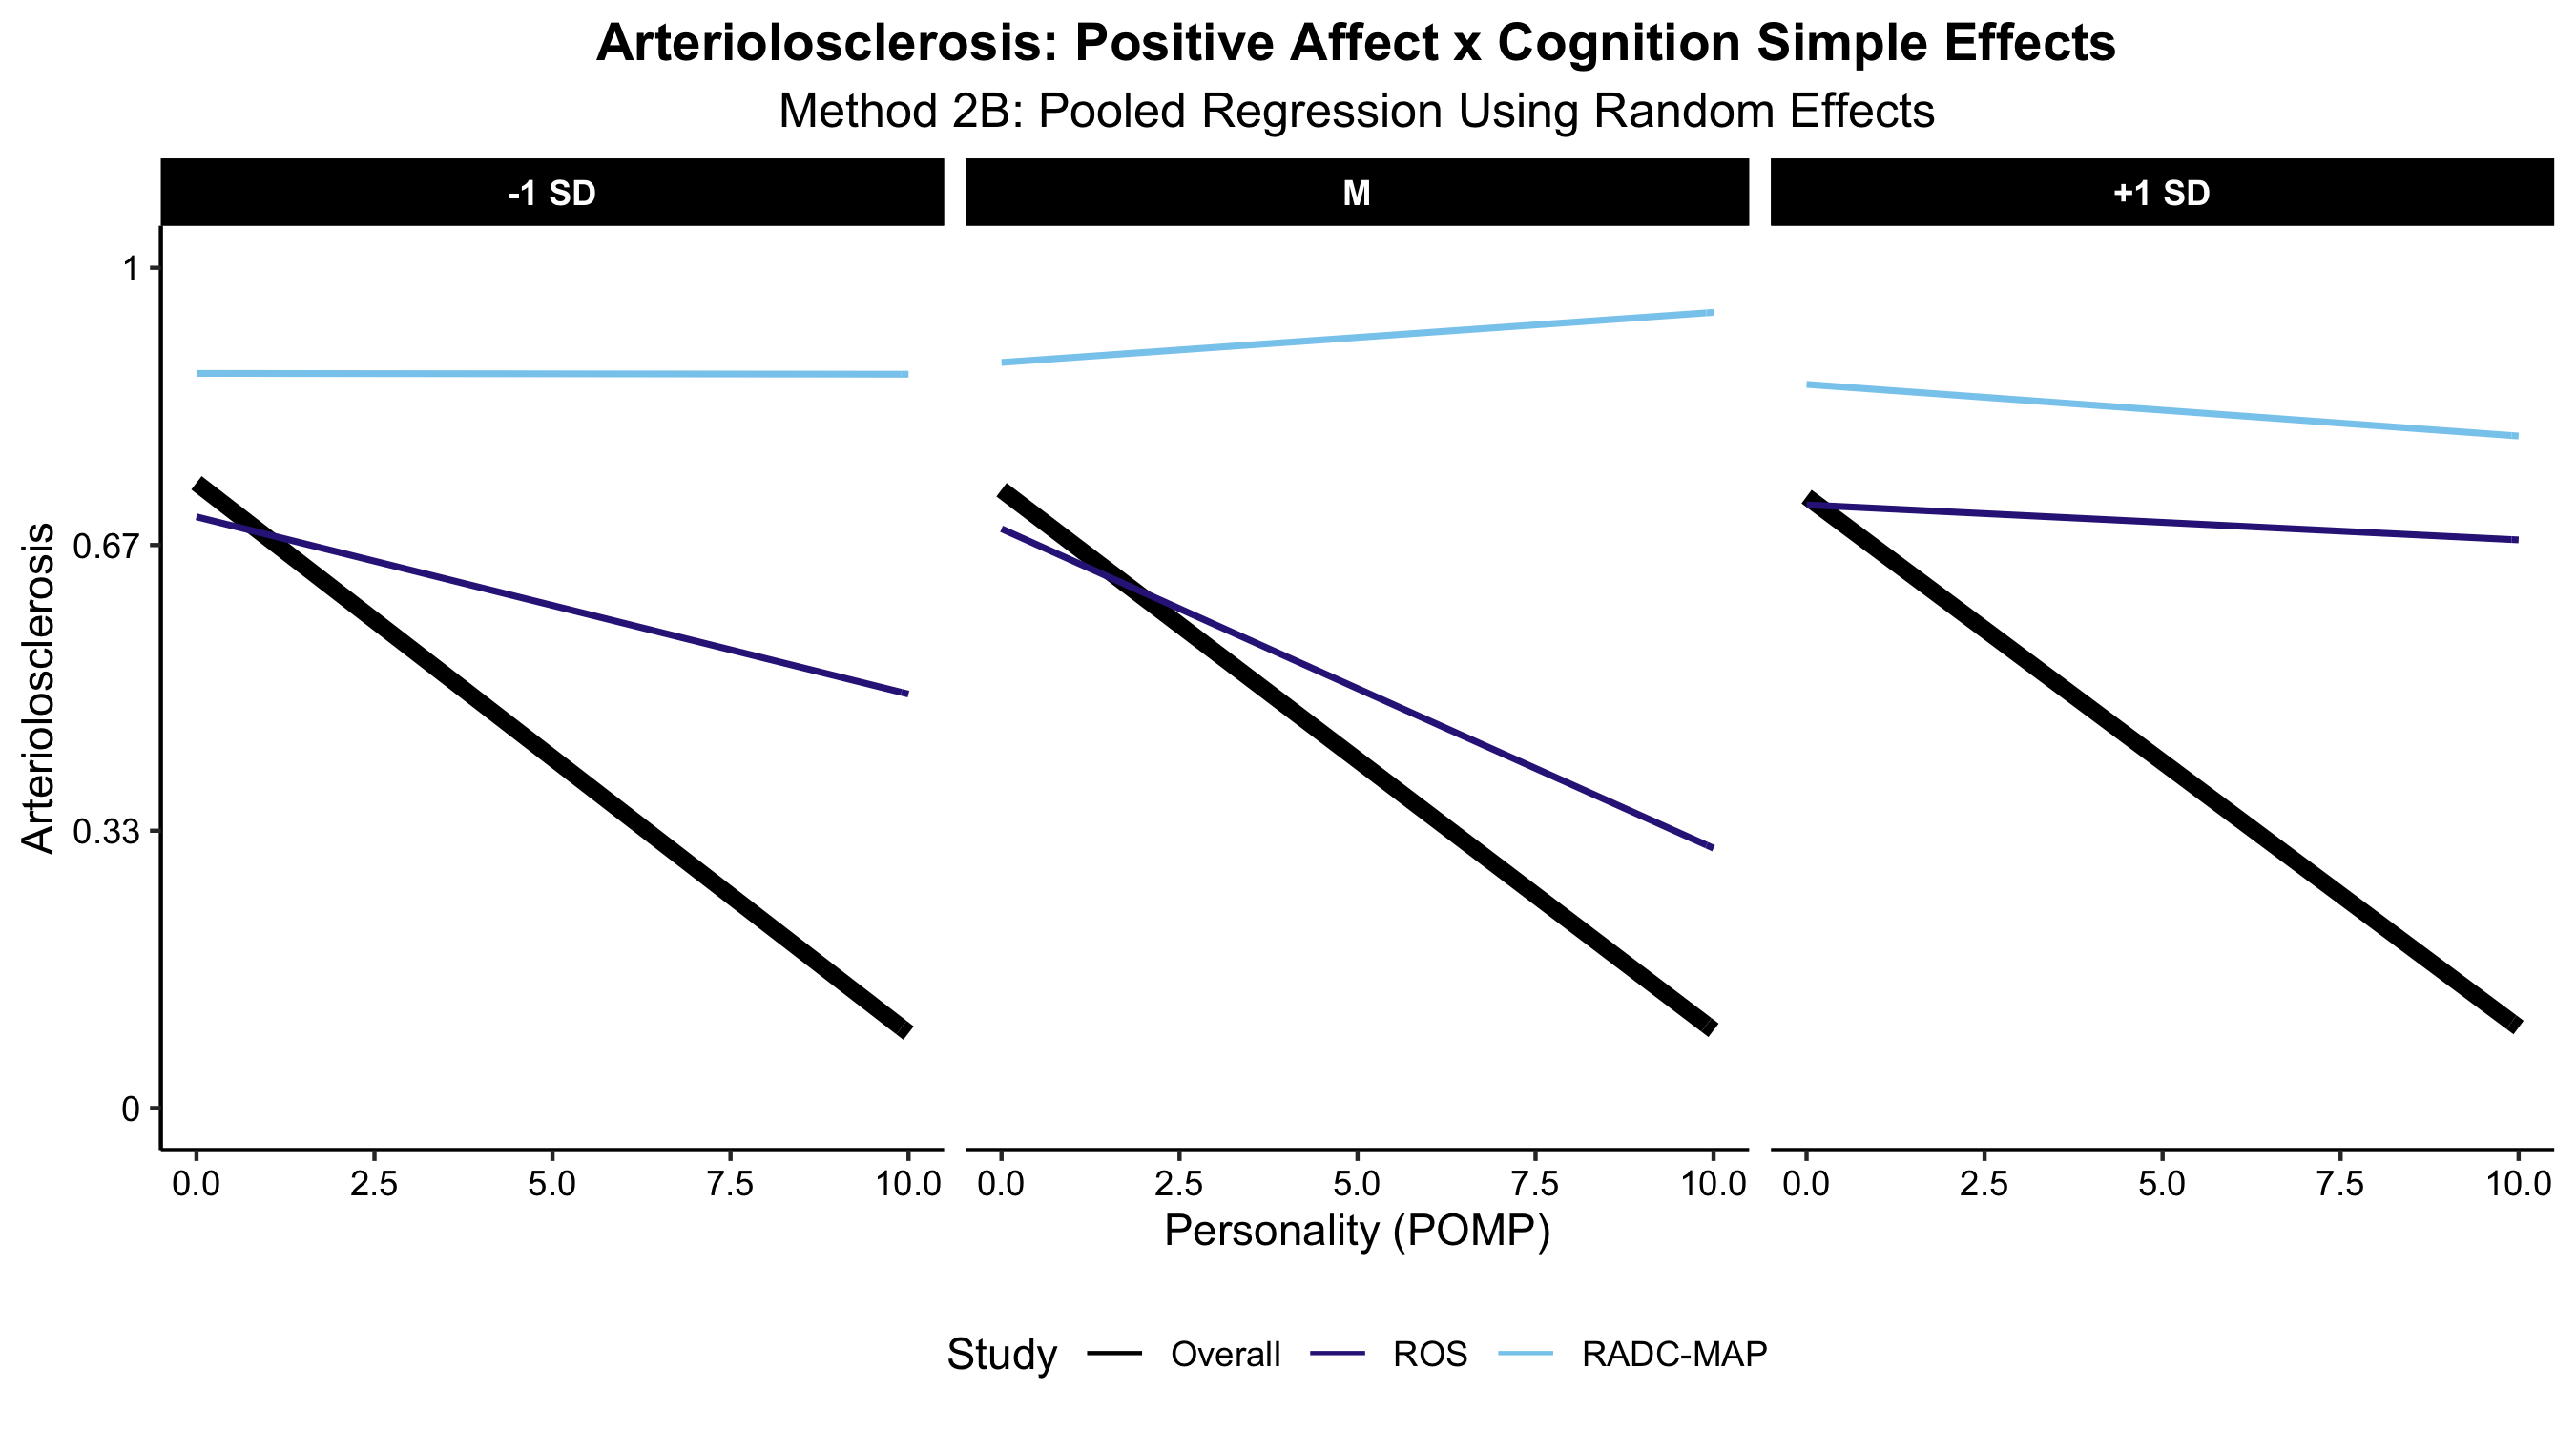 Arteriolosclerosis: Positive Affect x Cognition Simple Effects
Method 2B: Pooled Regression Using Random Effects
-1 SD
M
+1 SD
Arteriolosclerosis
1
0.67
0.33
0
0.0 2.5 5.0 7.5 10.0
0.0 2.5 5.0 7.5 10.0
0.0 2.5 5.0 7.5 10.0
Personality (POMP)
Study Overall ROS RADC-MAP